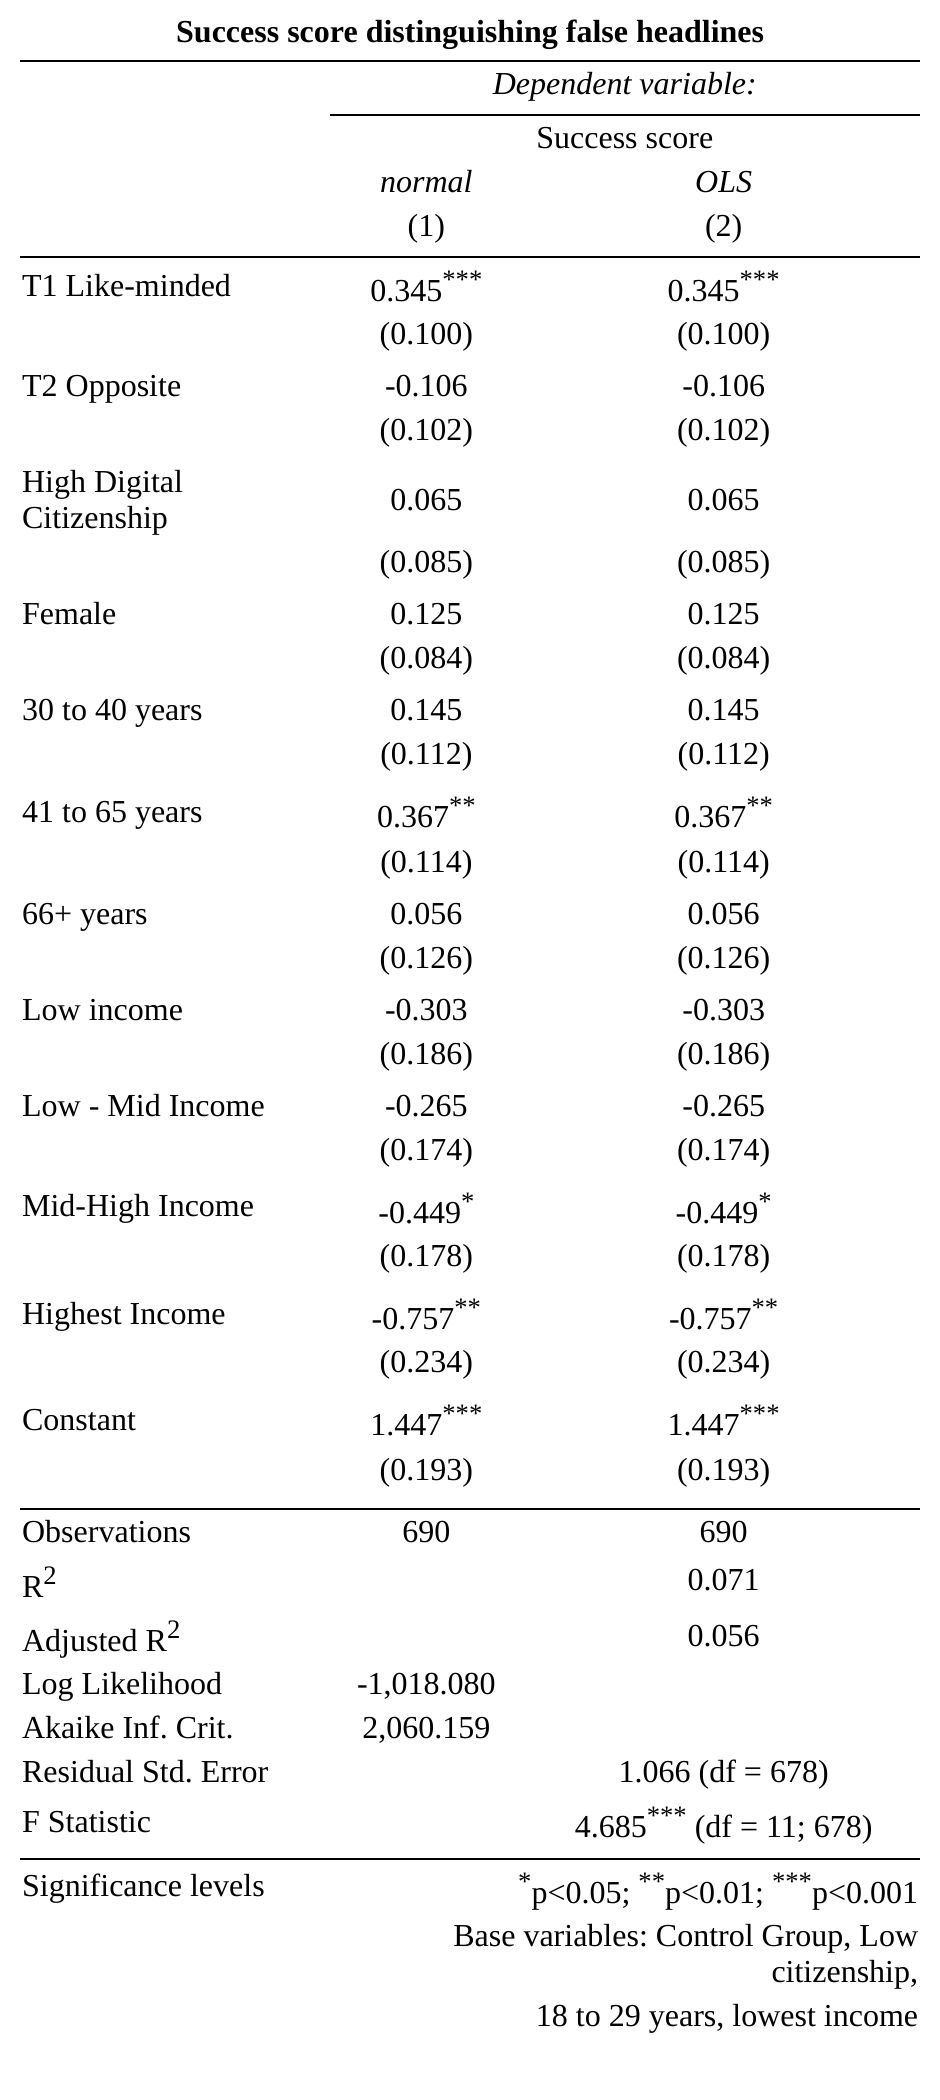 Success score distinguishing false headlines
Dependent variable:
Success score
normal OLS
(1) (2)
T1 Like-minded 0.345*** 0.345***
(0.100) (0.100)
T2 Opposite -0.106 -0.106
(0.102) (0.102)
High Digital
Citizenship 0.065 0.065
(0.085) (0.085)
Female 0.125 0.125
(0.084) (0.084)
30 to 40 years 0.145 0.145
(0.112) (0.112)
41 to 65 years 0.367** 0.367**
(0.114) (0.114)
66+ years 0.056 0.056
(0.126) (0.126)
Low income -0.303 -0.303
(0.186) (0.186)
Low - Mid Income -0.265 -0.265
(0.174) (0.174)
Mid-High Income -0.449* -0.449*
(0.178) (0.178)
Highest Income -0.757** -0.757**
(0.234) (0.234)
Constant 1.447*** 1.447***
(0.193) (0.193)
Observations 690 690
R2 0.071
Adjusted R2 0.056
Log Likelihood -1,018.080
Akaike Inf. Crit. 2,060.159
Residual Std. Error 1.066 (df = 678)
F Statistic 4.685*** (df = 11; 678)
Significance levels *p<0.05; **p<0.01; ***p<0.001
Base variables: Control Group, Low
citizenship,
18 to 29 years, lowest income